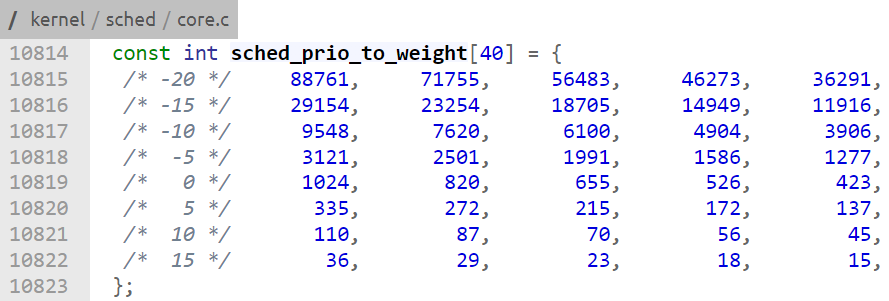 / kernel / sched / core.c
10814 const int sched_prio_to_weight[40] = {
10815 /* -20 */ 88761, 71755, 56483, 46273, 36291,
10816 /* -15 */ 29154, 23254, 18705, 14949, 11916,
10817 /* -10 */ 9548, 7620, 6100, 4904, 3906,
10818 /* -5 */ 3121, 2501, 1991, 1586, 1277,
10819 /* 0 */ 1024, 820, 655, 526, 423,
10820 /* 5 */ 335, 272, 215, 172, 137,
10821 /* 10 */ 110, 87, 70, 56, 45,
10822 /* 15 */ 36, 29, 23, 18, 15,
10823 };